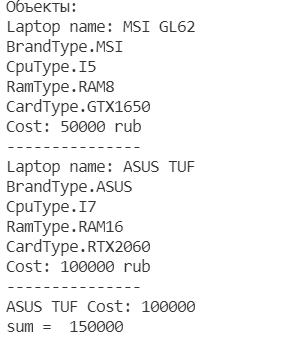 Объекты:
Laptop name: MSI GL62
BrandType.MSI
CpuType.I5
RamType.RAM8
CardType.GTX1650
Cost: 50000 rub
---------------
Laptop name: ASUS TUF
BrandType.ASUS
CpuType.I7
RamType.RAM16
CardType.RTX2060
Cost: 100000 rub
---------------
ASUS TUF Cost: 100000
sum =  150000